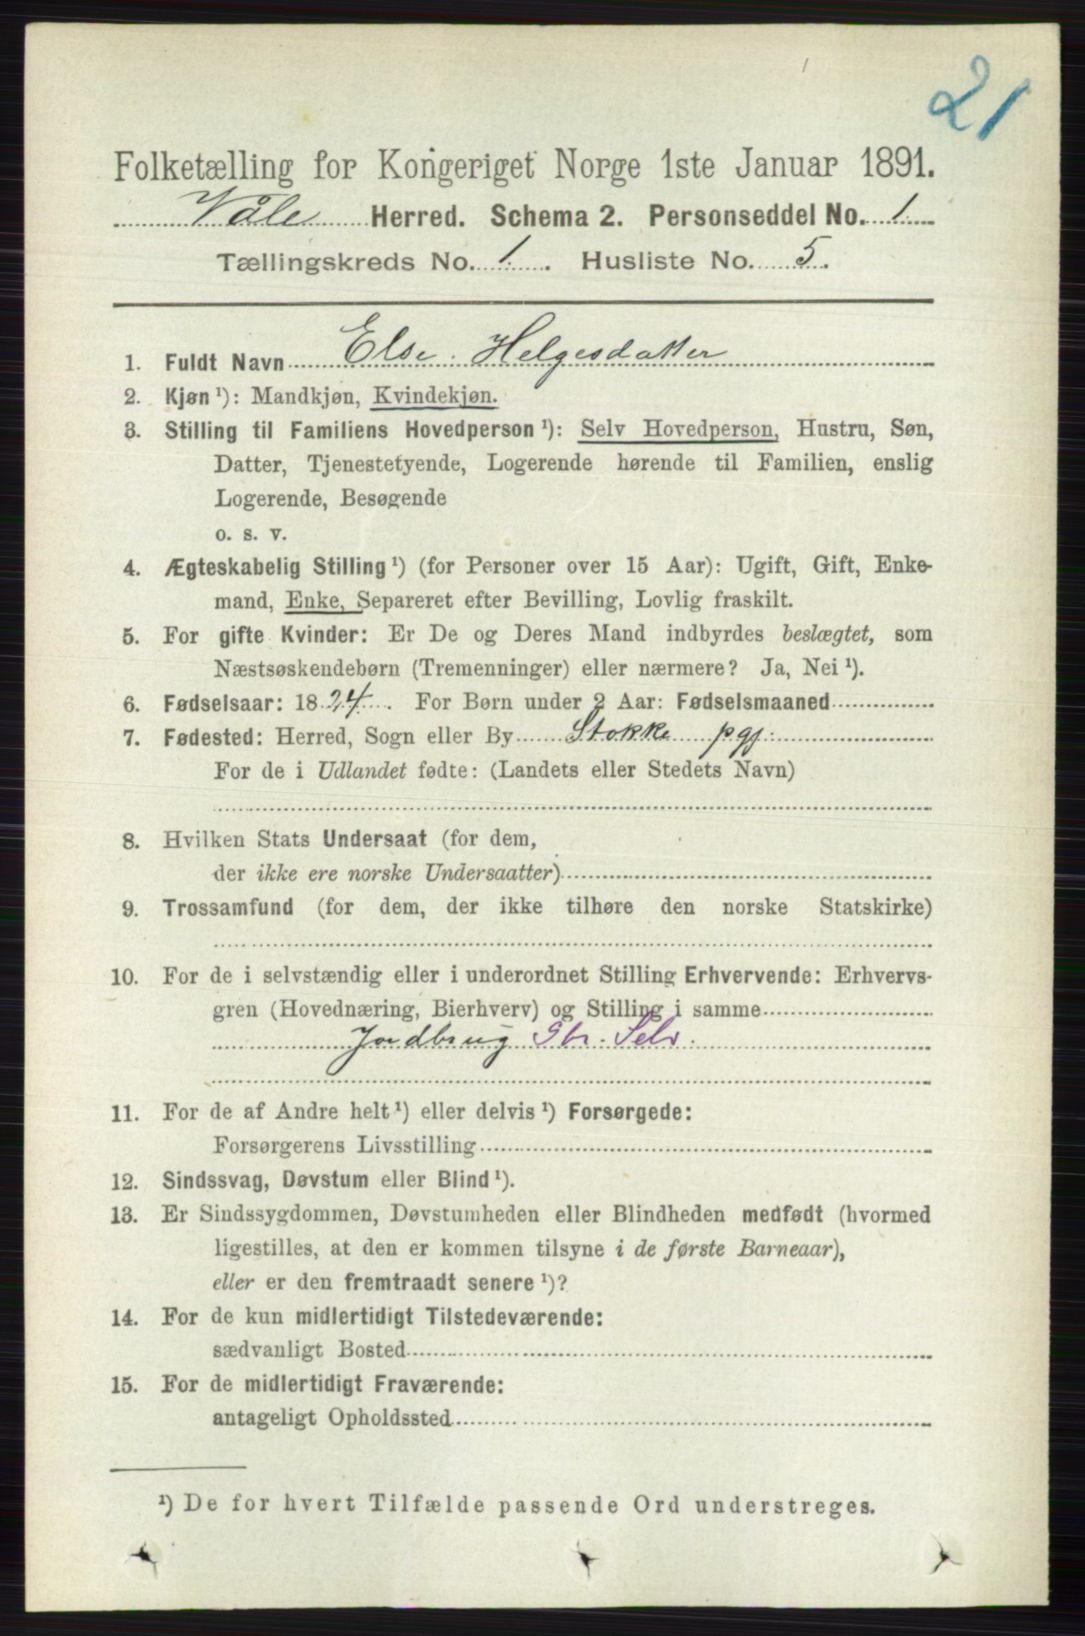 21
Folketælling for Kongeriget Norge 1ste Januar 1891.
Våle Herred. Schema 2. Personseddel No. 1
Tællingskreds No. 1. Husliste No. 5.
1. Fuldt Navn Else Helgesdatter
2. Kjøn ¹): Mandkjøn, Kvindekjøn.
3. Stilling til Familiens Hovedperson ¹): Selv Hovedperson, Hustru, Søn,
Datter, Tjenestetyende, Logerende hørende til Familien, enslig
Logerende, Besøgende
o. s. v.
4. Ægteskabelig Stilling ¹) (for Personer over 15 Aar): Ugift, Gift, Enke-
mand, Enke, Separeret efter Bevilling, Lovlig fraskilt.
5. For gifte Kvinder: Er De og Deres Mand indbyrdes beslægtet, som
Næstsøskendebørn (Tremenninger) eller nærmere? Ja, Nei ¹).
6. Fødselsaar: 1824. For Børn under 2 Aar: Fødselsmaaned
7. Fødested: Herred, Sogn eller By Stokke pgj.
For de i Udlandet fødte: (Landets eller Stedets Navn)
8. Hvilken Stats Undersaat (for dem,
der ikke ere norske Undersaatter)
9. Trossamfund (for dem, der ikke tilhøre den norske Statskirke)
10. For de i selvstændig eller i underordnet Stilling Erhvervende: Erhvervs-
gren (Hovednæring, Bierhverv) og Stilling i samme
Jordbrug Gbr. Selv.
11. For de af Andre helt ¹) eller delvis ¹) Forsørgede:
Forsørgerens Livsstilling
12. Sindssvag, Døvstum eller Blind ¹).
13. Er Sindssygdommen, Døvstumheden eller Blindheden medfødt (hvormed
ligestilles, at den er kommen tilsyne i de første Barneaar),
eller er den fremtraadt senere ¹)?
14. For de kun midlertidigt Tilstedeværende:
sædvanligt Bosted
15. For de midlertidigt Fraværende:
antageligt Opholdssted
¹) De for hvert Tilfælde passende Ord understreges.